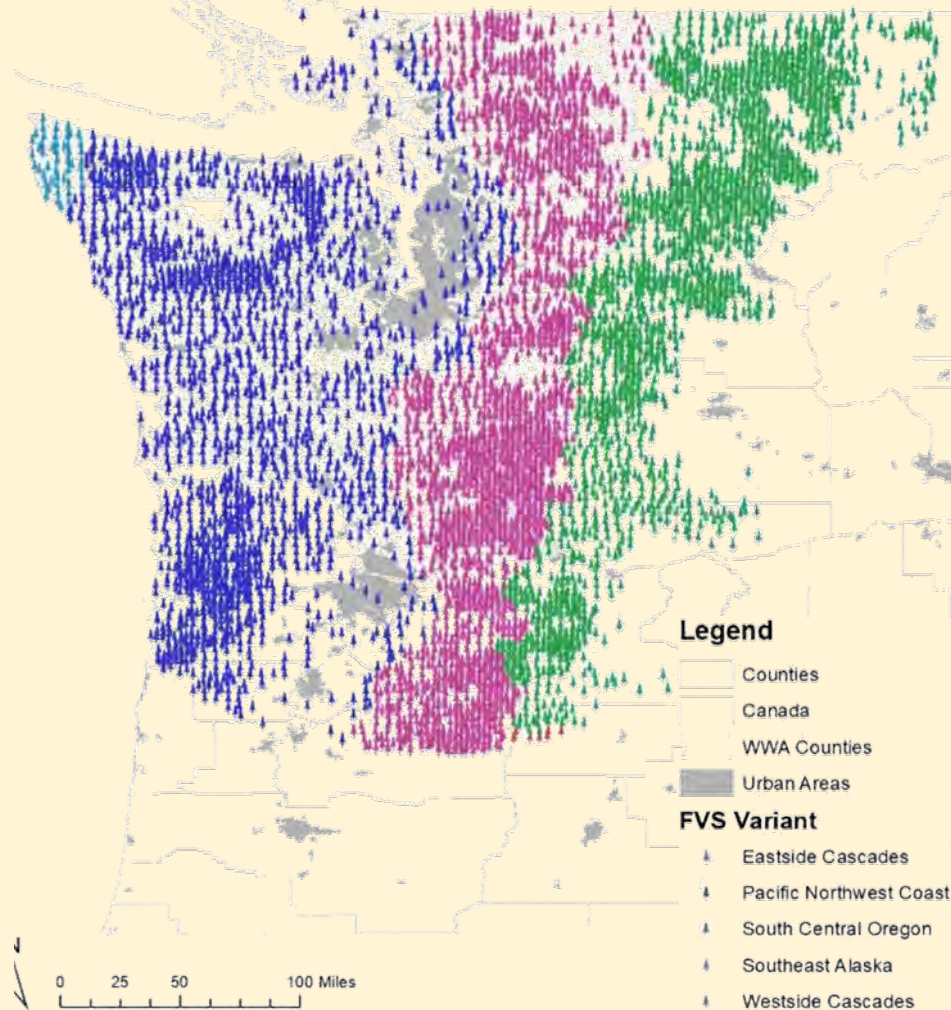 Legend
Counties
Canada
WWA Counties
Urban Areas
FVS Variant
Eastside Cascades
Pacific Northwest Coast
South Central Oregon
Southeast Alaska
Westside Cascades
N
0 25 50 100 Miles